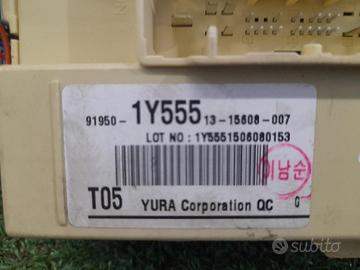 91950-1Y555 13-15608-007
LOT NO : 1Y5551506080153
이남순
T05 YURA Corporation QC G
subito